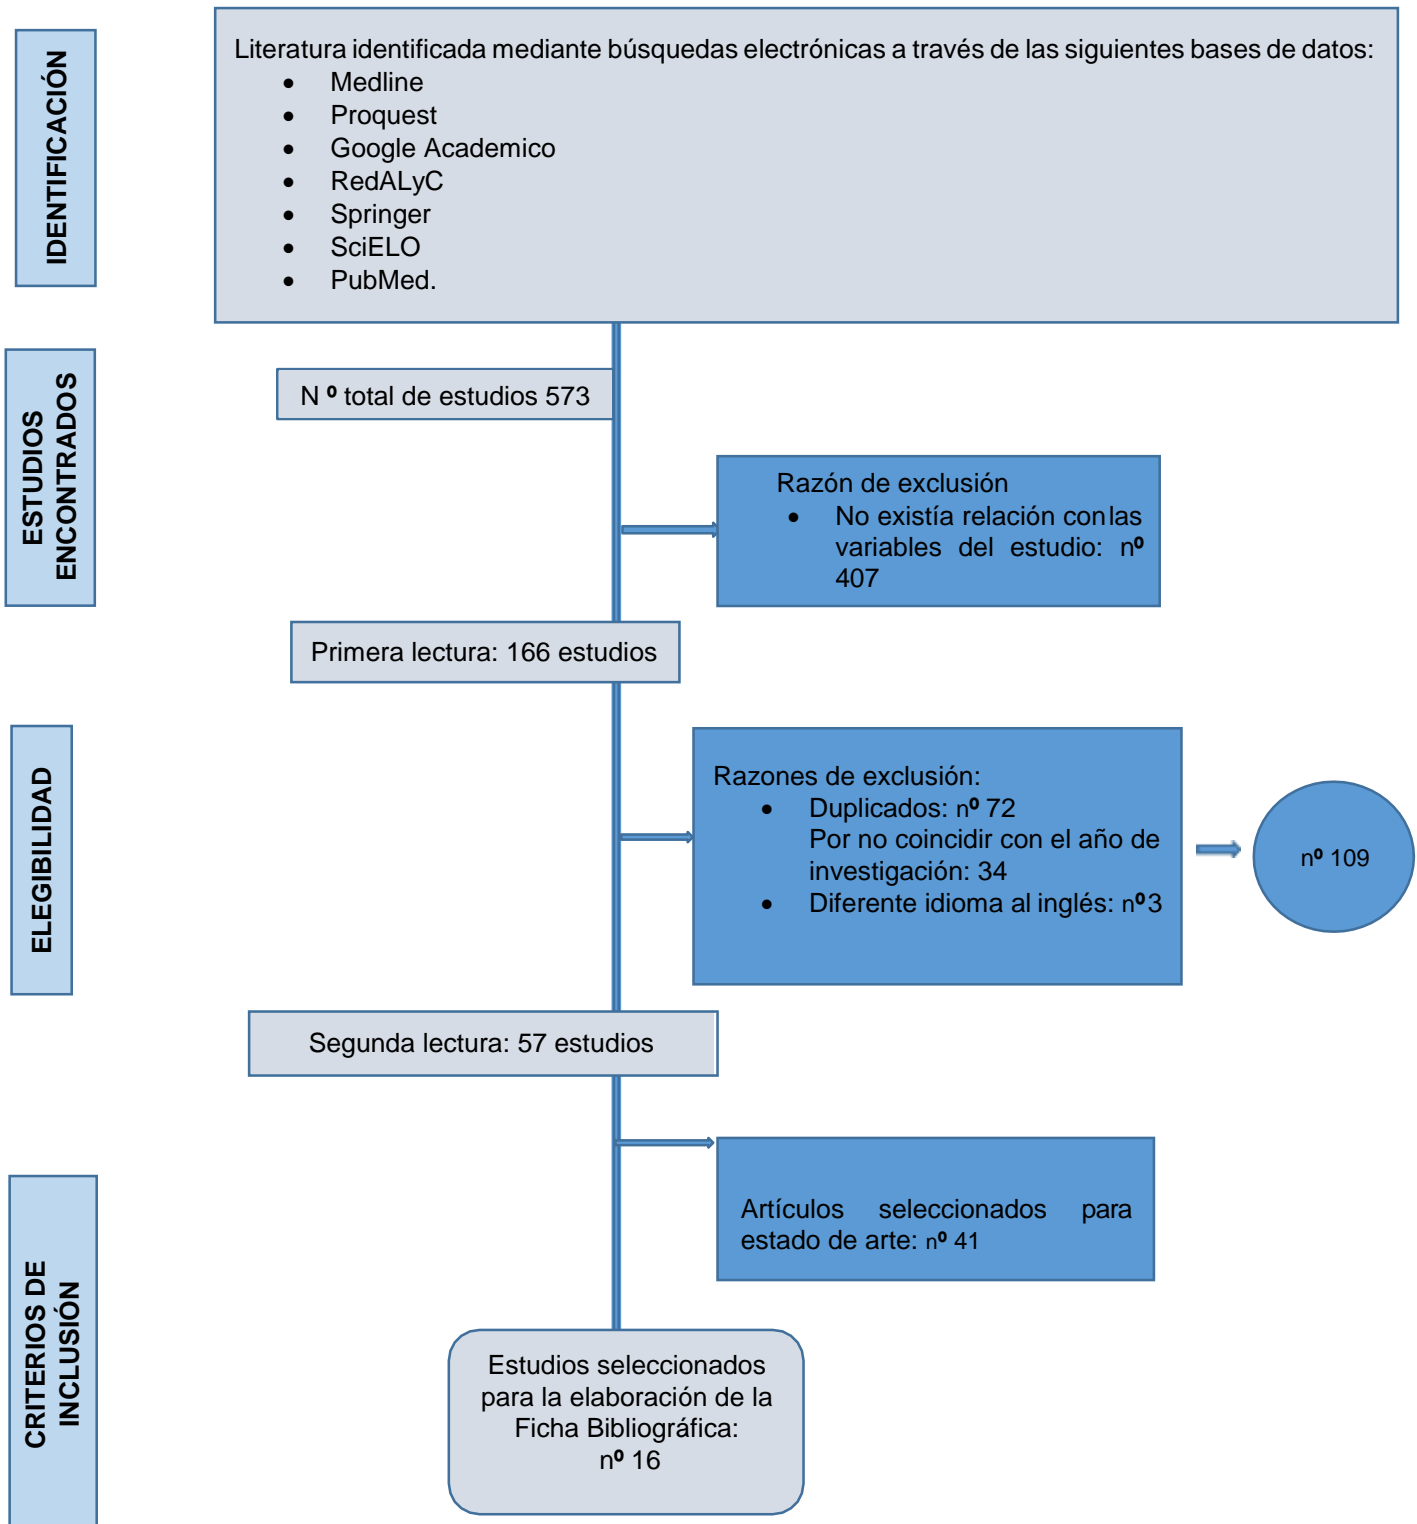 IDENTIFICACIÓN
Literatura identificada mediante búsquedas electrónicas a través de las siguientes bases de datos:
• Medline
• Proquest
• Google Academico
• RedALyC
• Springer
• SciELO
• PubMed.
ESTUDIOS
ENCONTRADOS
N º total de estudios 573
Razón de exclusión
• No existía relación con las
variables del estudio: nº
407
Primera lectura: 166 estudios
ELEGIBILIDAD
Razones de exclusión:
• Duplicados: nº 72
Por no coincidir con el año de
investigación: 34
• Diferente idioma al inglés: nº 3
nº 109
Segunda lectura: 57 estudios
CRITERIOS DE
INCLUSIÓN
Artículos seleccionados para
estado de arte: nº 41
Estudios seleccionados
para la elaboración de la
Ficha Bibliográfica:
nº 16